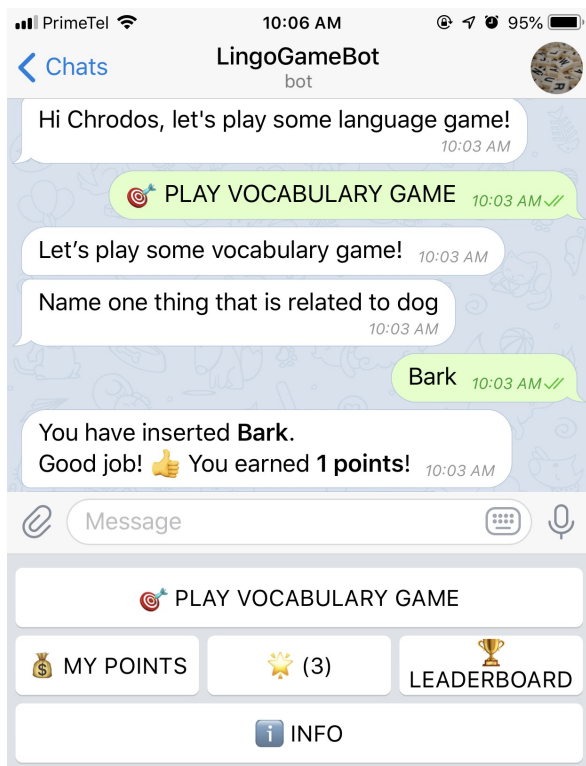 PrimeTel 10:06 AM 95%
Chats LingoGameBot
bot
Hi Chrodos, let's play some language game!
10:03 AM
🎯 PLAY VOCABULARY GAME 10:03 AM
Let’s play some vocabulary game! 10:03 AM
Name one thing that is related to dog
10:03 AM
Bark 10:03 AM
You have inserted Bark.
Good job! 👍 You earned 1 points! 10:03 AM
Message
🎯 PLAY VOCABULARY GAME
💰 MY POINTS
🌟 (3)
🏆
LEADERBOARD
ℹ️ INFO